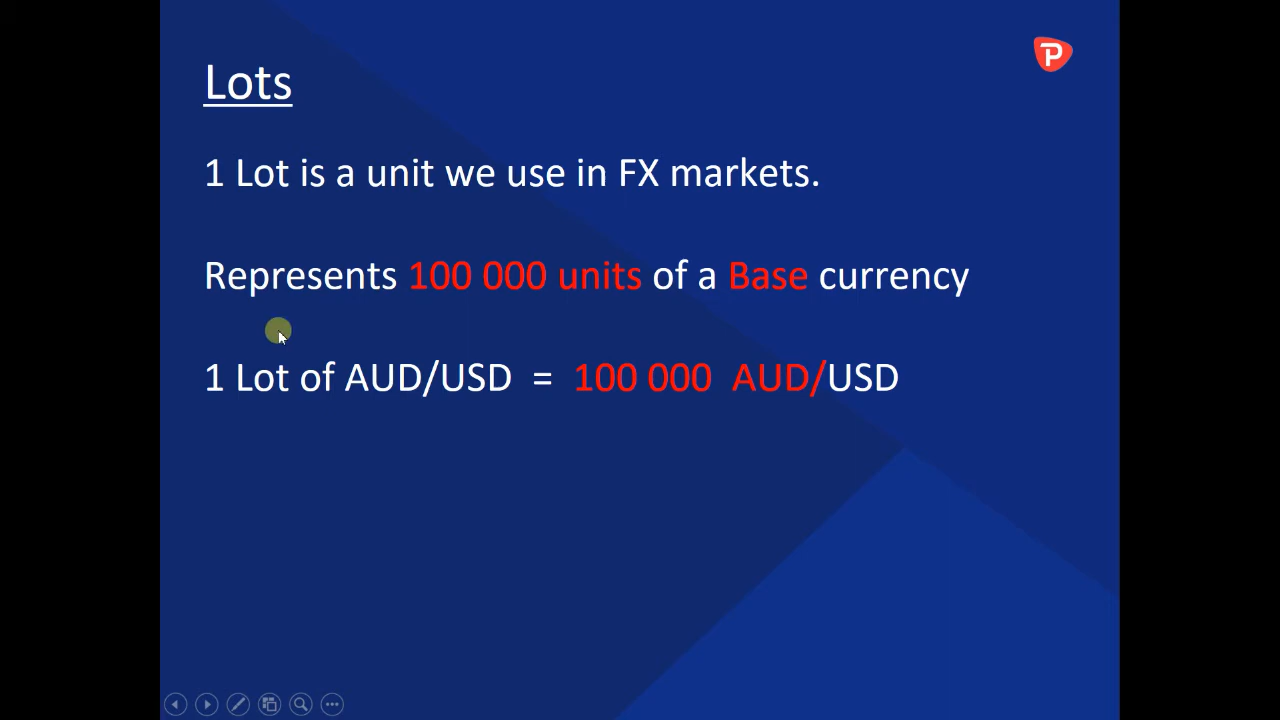 Lots
1 Lot is a unit we use in FX markets.
Represents 100 000 units of a Base currency
1 Lot of AUD/USD = 100 000 AUD/USD